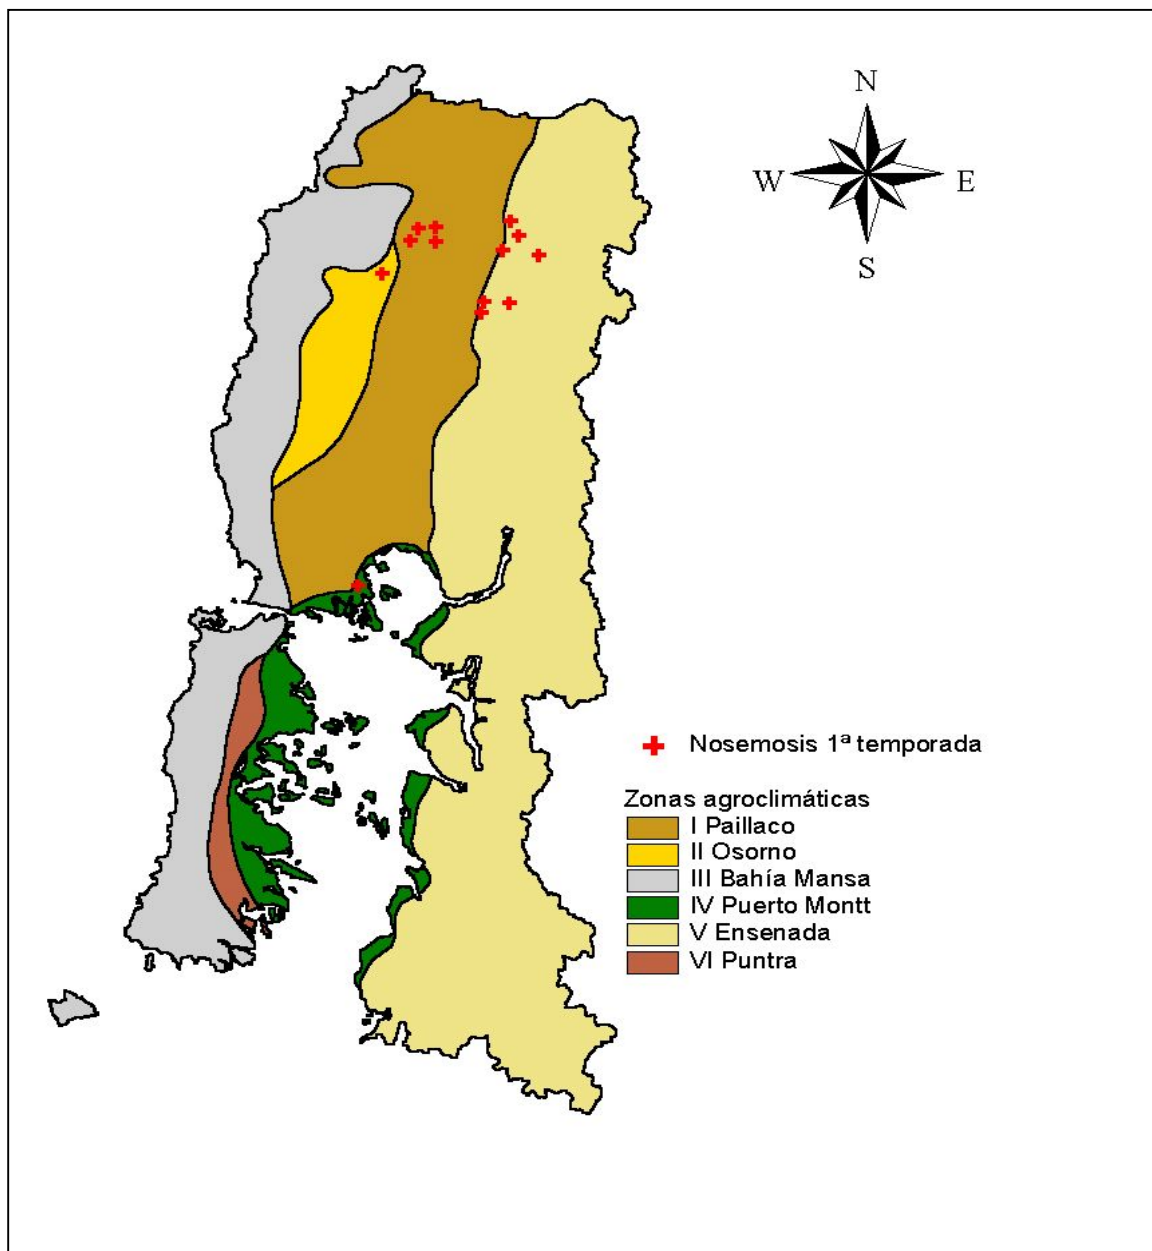 N
W E
S
Nosemosis 1ª temporada
Zonas agroclimáticas
I Paillaco
II Osorno
III Bahía Mansa
IV Puerto Montt
V Ensenada
VI Puntra